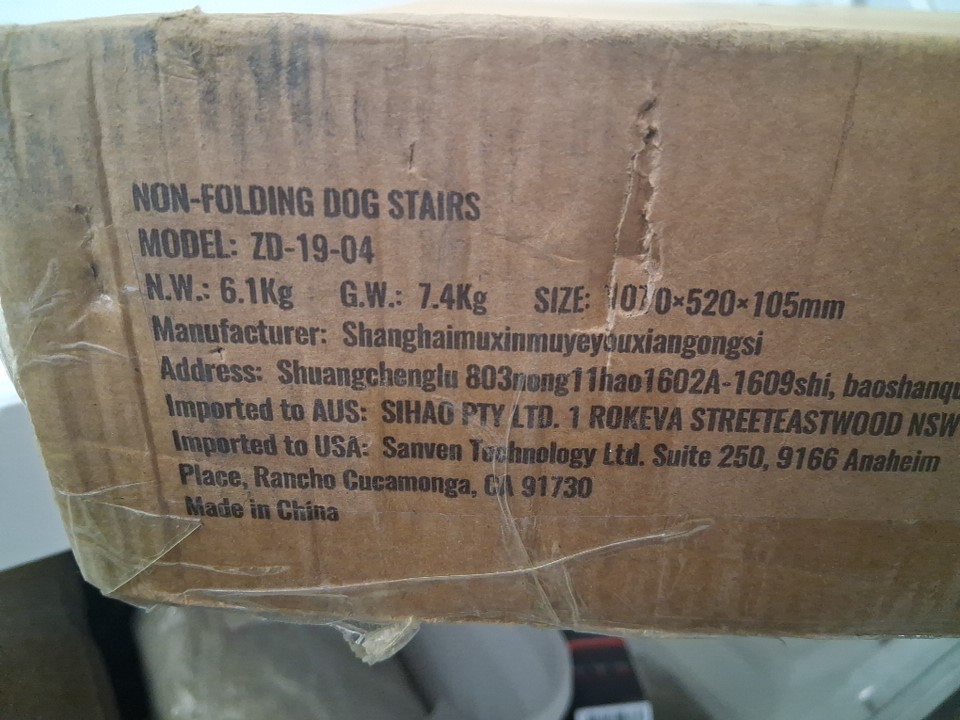 NON-FOLDING DOG STAIRS
MODEL: ZD-19-04
N.W.: 6.1Kg G.W.: 7.4Kg SIZE: 1070×520×105mm
Manufacturer: Shanghaimuxinmuyeyouxiangongsi
Address: Shuangchenglu 803nong11hao1602A-1609shi, baoshanqu
Imported to AUS: SIHAO PTY LTD. 1 ROKEVA STREETEASTWOOD NSW
Imported to USA: Sanven Technology Ltd. Suite 250, 9166 Anaheim
Place, Rancho Cucamonga, CA 91730
Made in China